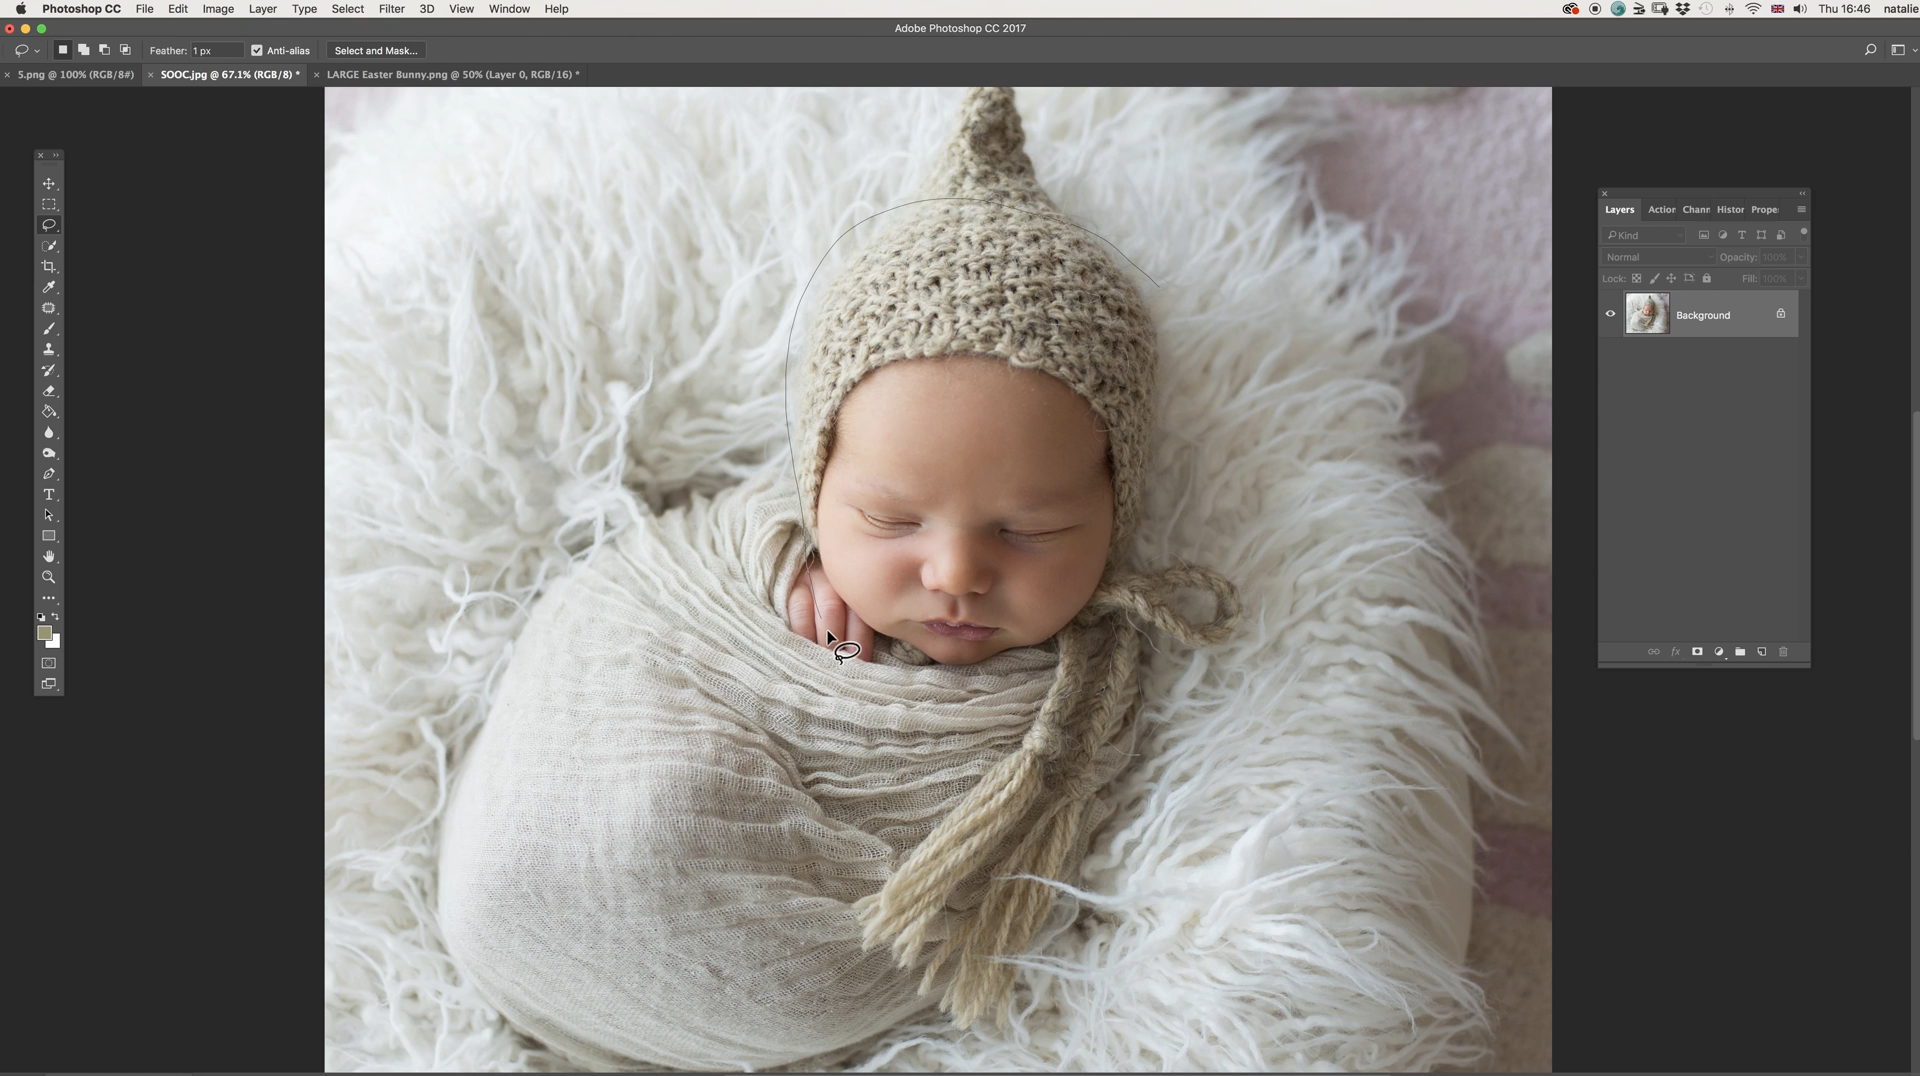 Photoshop CC File Edit Image Layer Type Select Filter 3D View Window Help Thu 16:46 natalie
Adobe Photoshop CC 2017
Feather: 1 px Anti-alias Select and Mask...
5.png @ 100% (RGB/8#) SOOC.jpg @ 67.1% (RGB/8) * LARGE Easter Bunny.png @ 50% (Layer 0, RGB/16) *
Layers Action Chann Histor Prope
Kind
Normal Opacity: 100%
Lock: Fill: 100%
Background
fx